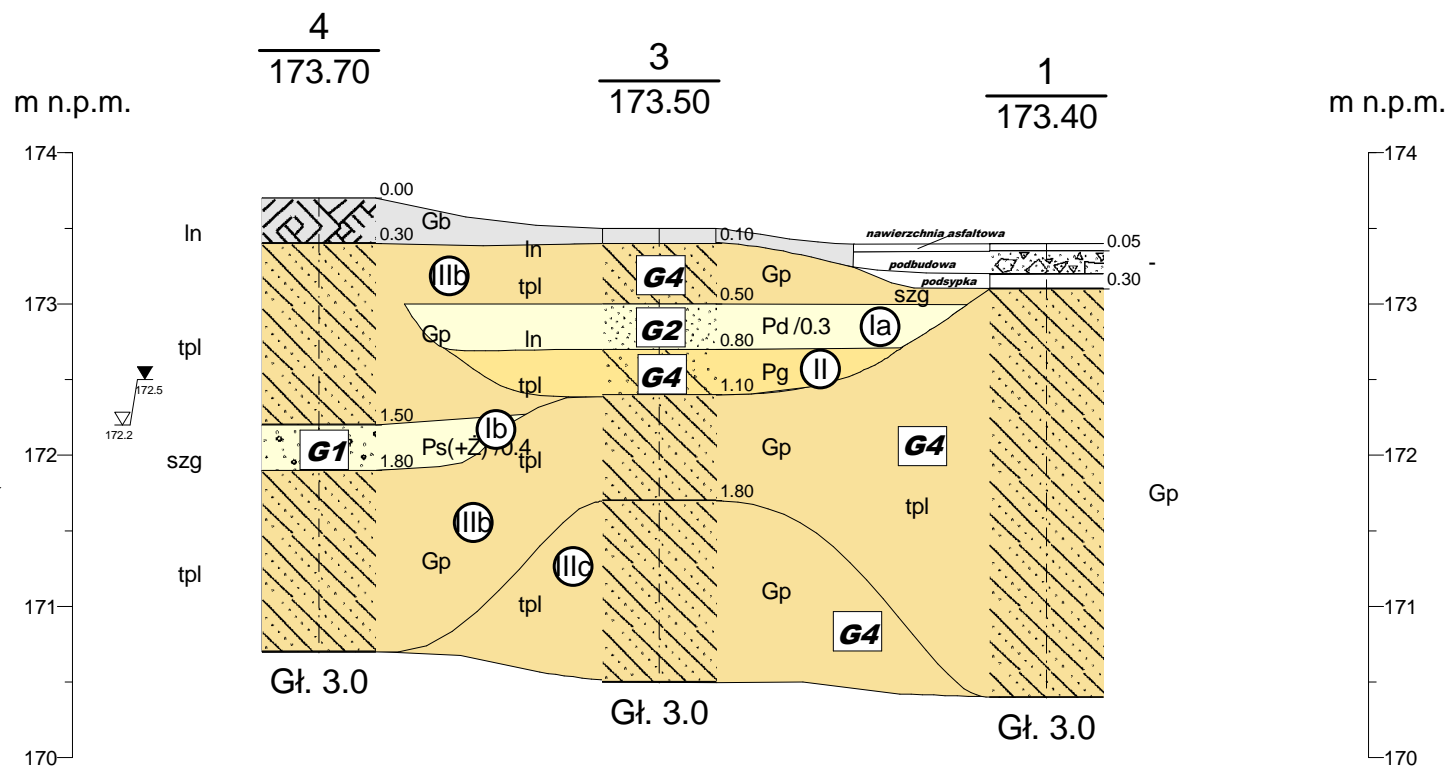 4
173.70
3
173.50
1
173.40
m n.p.m.
m n.p.m.
174
174
0.00
Gb
ln
0.30
ln
0.10
nawierzchnia asfaltowa
0.05
podbudowa
-
podsypka
0.30
IIIb
tpl
G4
Gp
szg
0.50
173
173
Gp
ln
G2
Pd /0.3
Ia
0.80
tpl
tpl
G4
Pg
II
1.10
172.5
172.2
1.50
Ib
G1
Ps(+Ż) /0.4
tpl
Gp
G4
szg
1.80
172
172
1.80
tpl
Gp
IIIb
Gp
IIIc
tpl
tpl
Gp
171
171
G4
Gł. 3.0
Gł. 3.0
Gł. 3.0
170
170